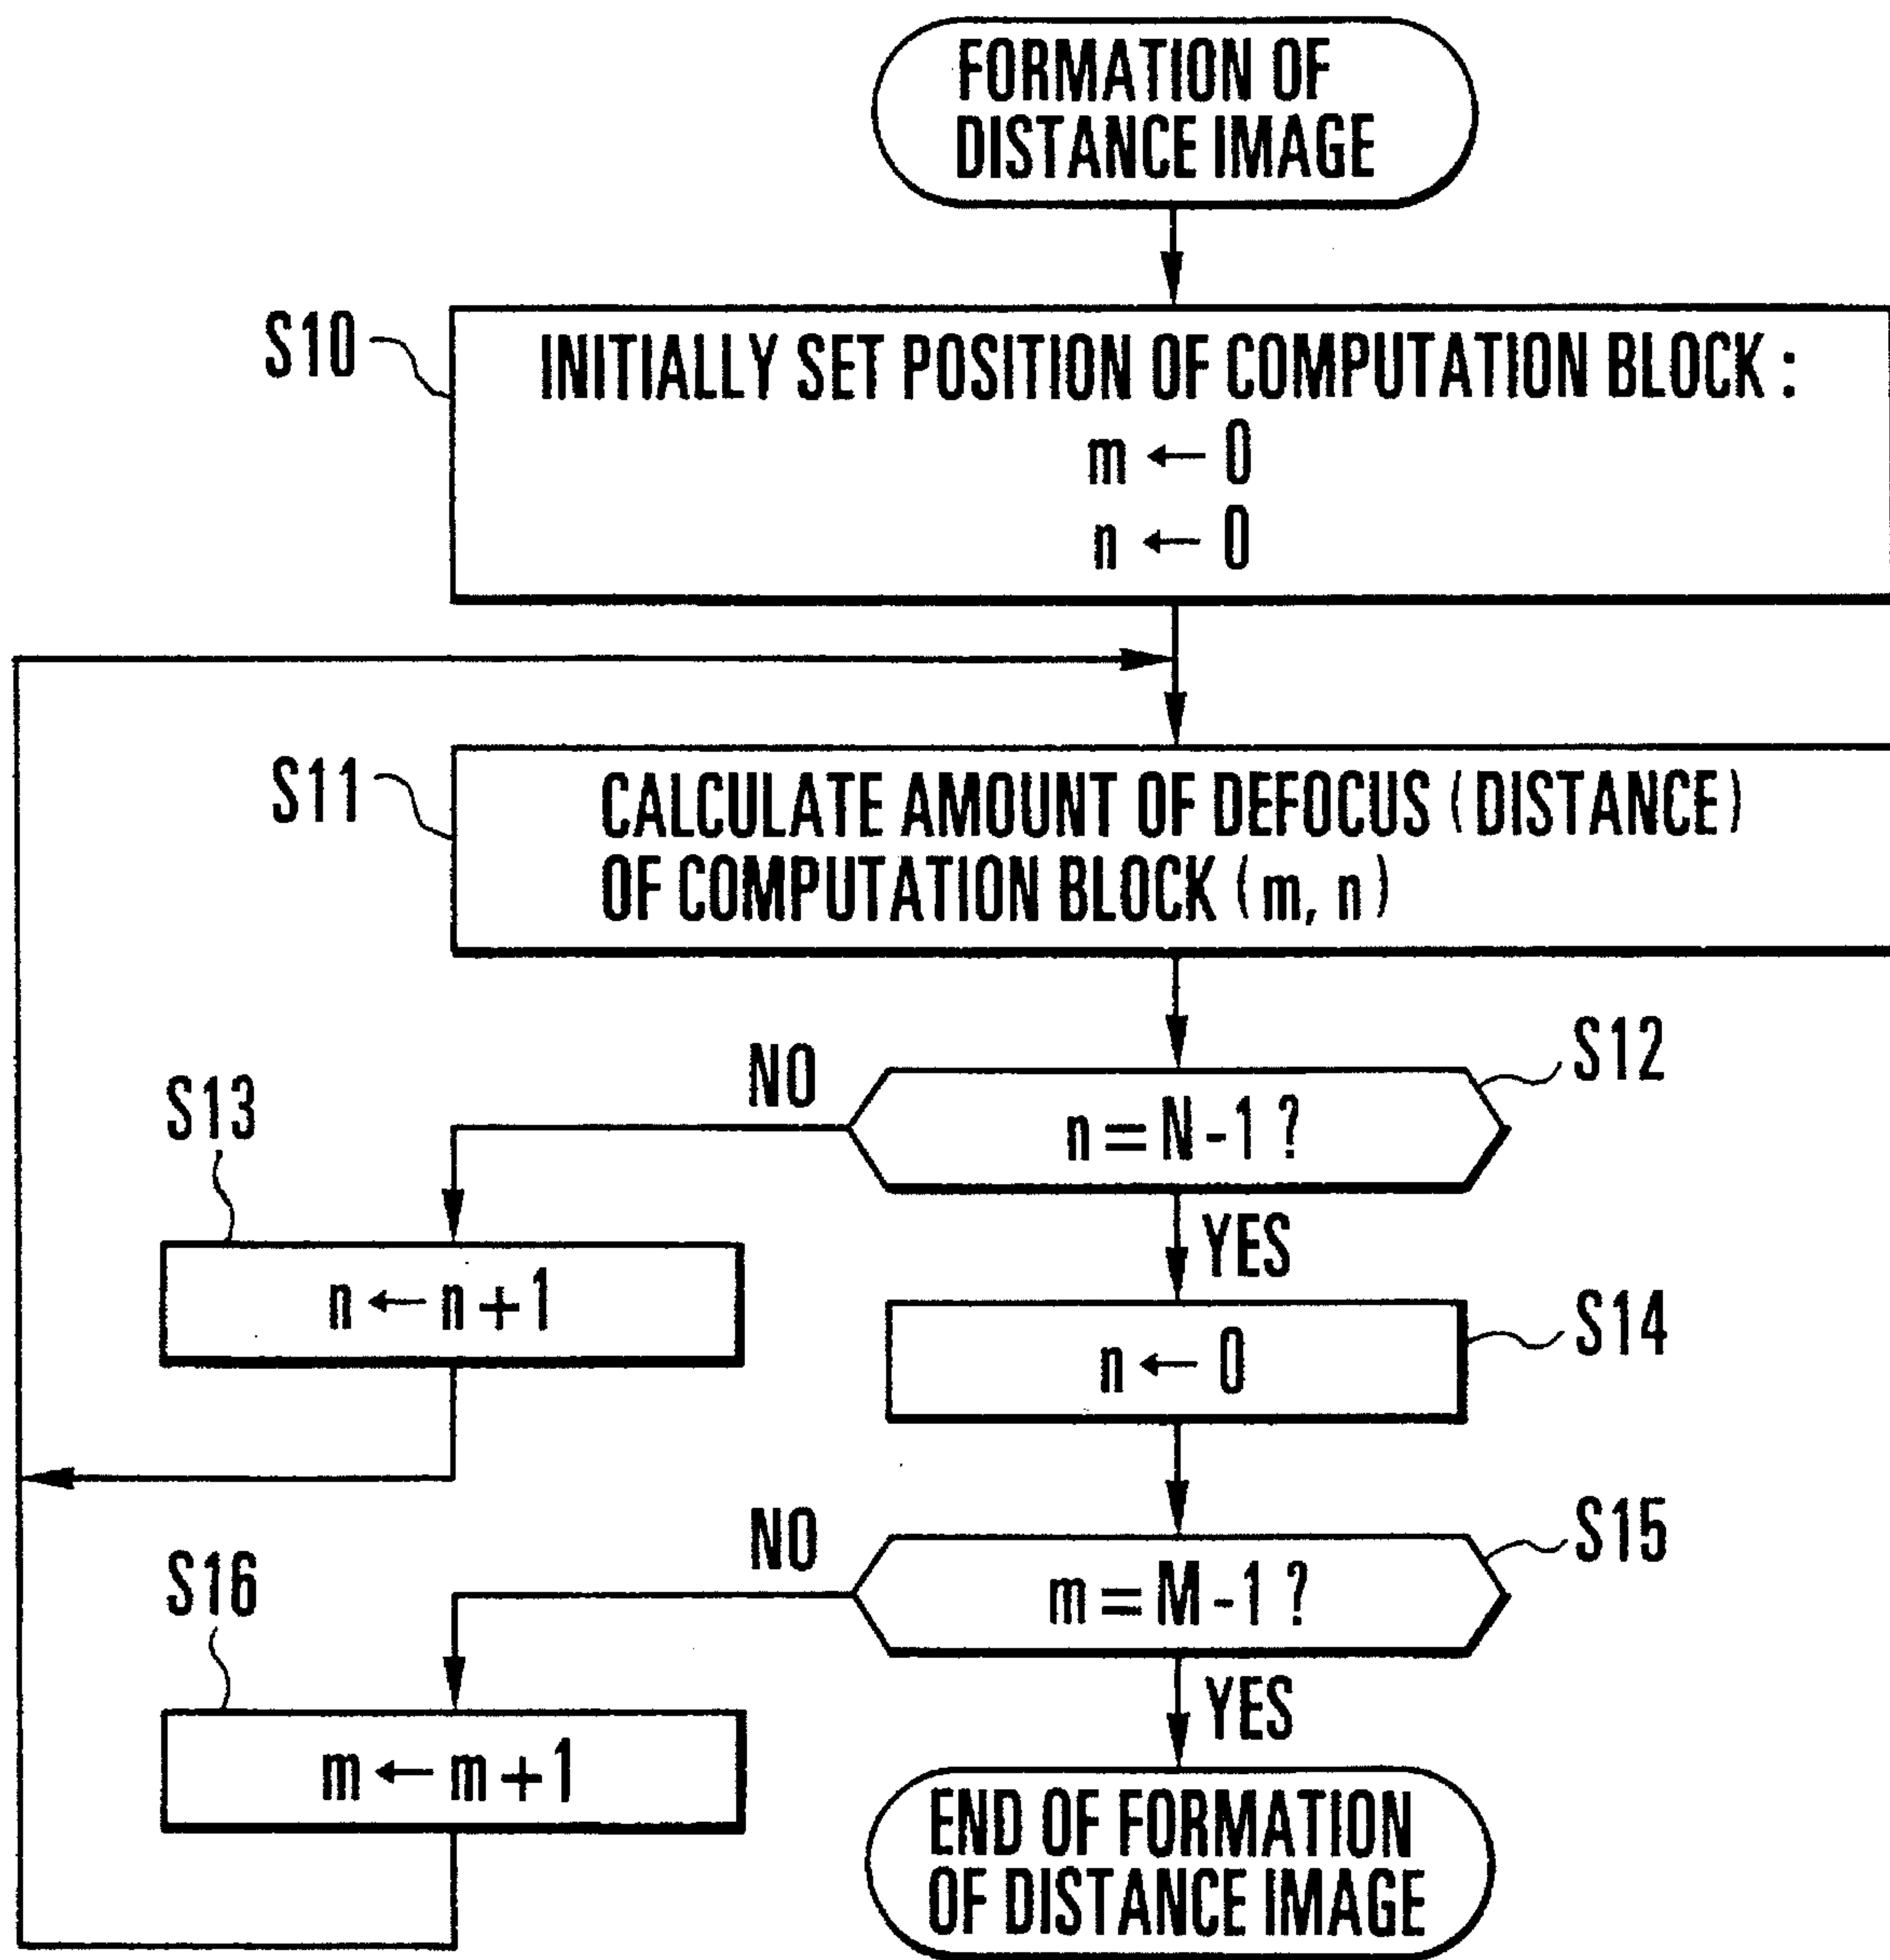 FORMATION OF
DISTANCE IMAGE
S10
INITIALLY SET POSITION OF COMPUTATION BLOCK :
m ← 0
n ← 0
S11
CALCULATE AMOUNT OF DEFOCUS (DISTANCE)
OF COMPUTATION BLOCK (m, n)
S12
NO
n = N - 1 ?
S13
YES
n ← n + 1
S14
n ← 0
NO
S15
m = M - 1 ?
S16
YES
m ← m + 1
END OF FORMATION
OF DISTANCE IMAGE